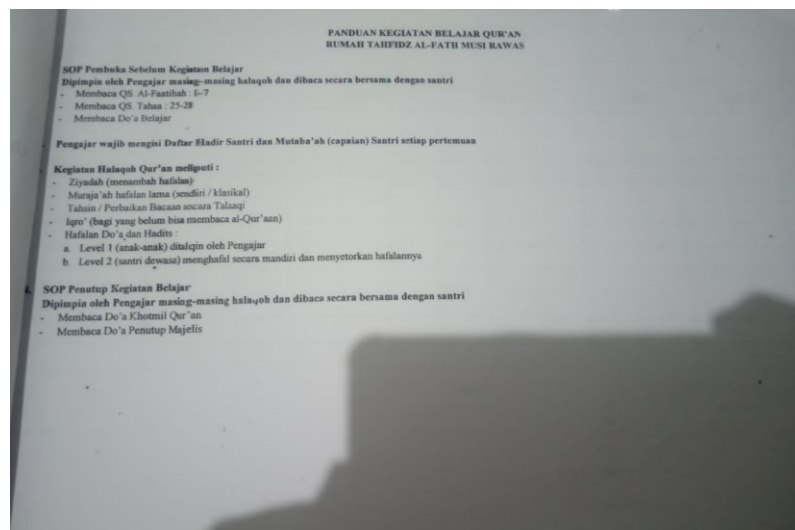 PANDUAN KEGIATAN BELAJAR QUR'AN
RUMAH TAHFIDZ AL-FATH MUSI RAWAS
SOP Pembuka Sebelum Kegiatan Belajar
Dipimpin oleh Pengajar masing-masing halaqoh dan dibaca secara bersama dengan santri
- Membaca QS. Al-Faatihah : 1-7
- Membaca QS. Tahaa : 25-28
- Membaca Do'a Belajar
Pengajar wajib mengisi Daftar Hadir Santri dan Mutaba'ah (capaian) Santri setiap pertemuan
Kegiatan Halaqoh Qur'an meliputi :
- Ziyadah (menambah hafalan)
- Muraja'ah hafalan lama (sendiri / klasikal)
- Tahsin / Perbaikan Bacaan secara Talaqi
- Iqro' (bagi yang belum bisa membaca al-Qur'aan)
- Hafalan Do'a dan Hadits :
a. Level 1 (anak-anak) ditalqin oleh Pengajar
b. Level 2 (santri dewasa) menghafal secara mandiri dan menyetorkan hafalannya
SOP Penutup Kegiatan Belajar
Dipimpin oleh Pengajar masing-masing halaqoh dan dibaca secara bersama dengan santri
- Membaca Do'a Khotmil Qur'an
- Membaca Do'a Penutup Majelis